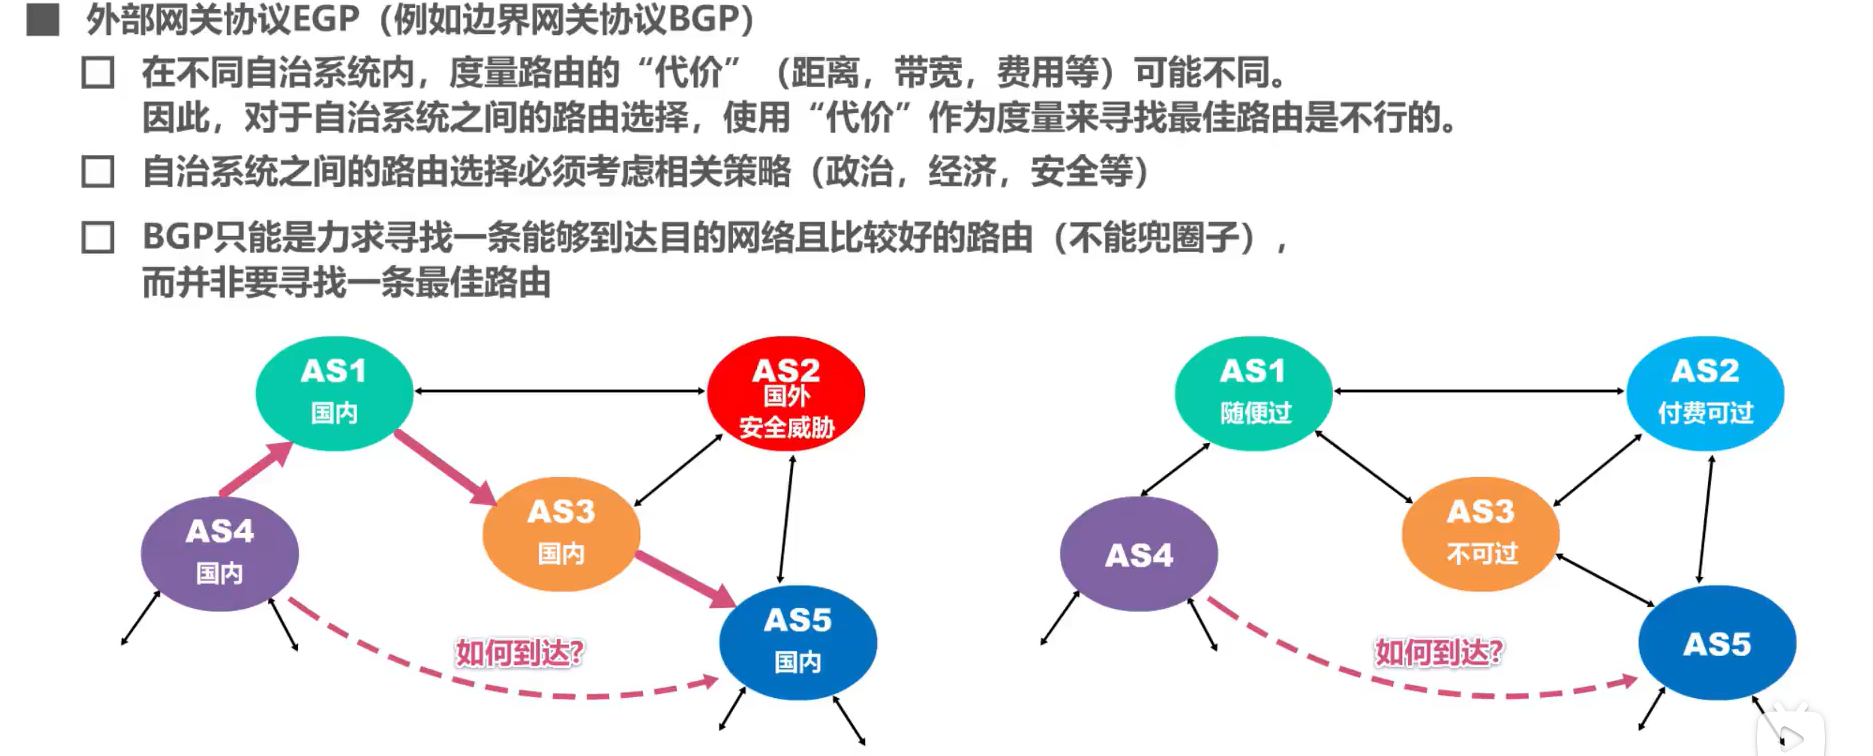 外部网关协议EGP（例如边界网关协议BGP）
在不同自治系统内，度量路由的“代价”（距离，带宽，费用等）可能不同。
因此，对于自治系统之间的路由选择，使用“代价”作为度量来寻找最佳路由是不行的。
自治系统之间的路由选择必须考虑相关策略（政治，经济，安全等）
BGP只能是力求寻找一条能够到达目的网络且比较好的路由（不能兜圈子），
而并非要寻找一条最佳路由
AS1
国内
AS2
国外
安全威胁
AS3
国内
AS4
国内
AS5
国内
如何到达?
AS1
随便过
AS2
付费可过
AS3
不可过
AS4
AS5
如何到达?